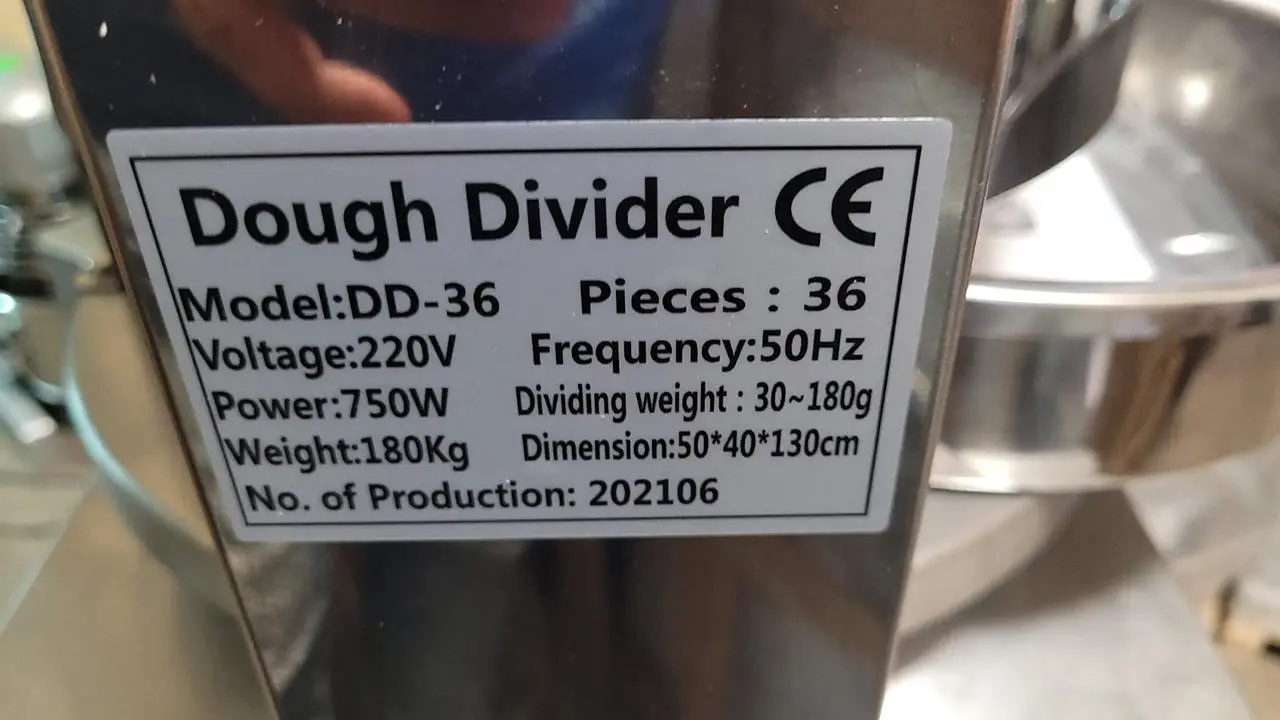 Dough Divider CE
Model:DD-36 Pieces : 36
Voltage:220V Frequency:50Hz
Power:750W Dividing weight : 30~180g
Weight:180Kg Dimension:50*40*130cm
No. of Production: 202106